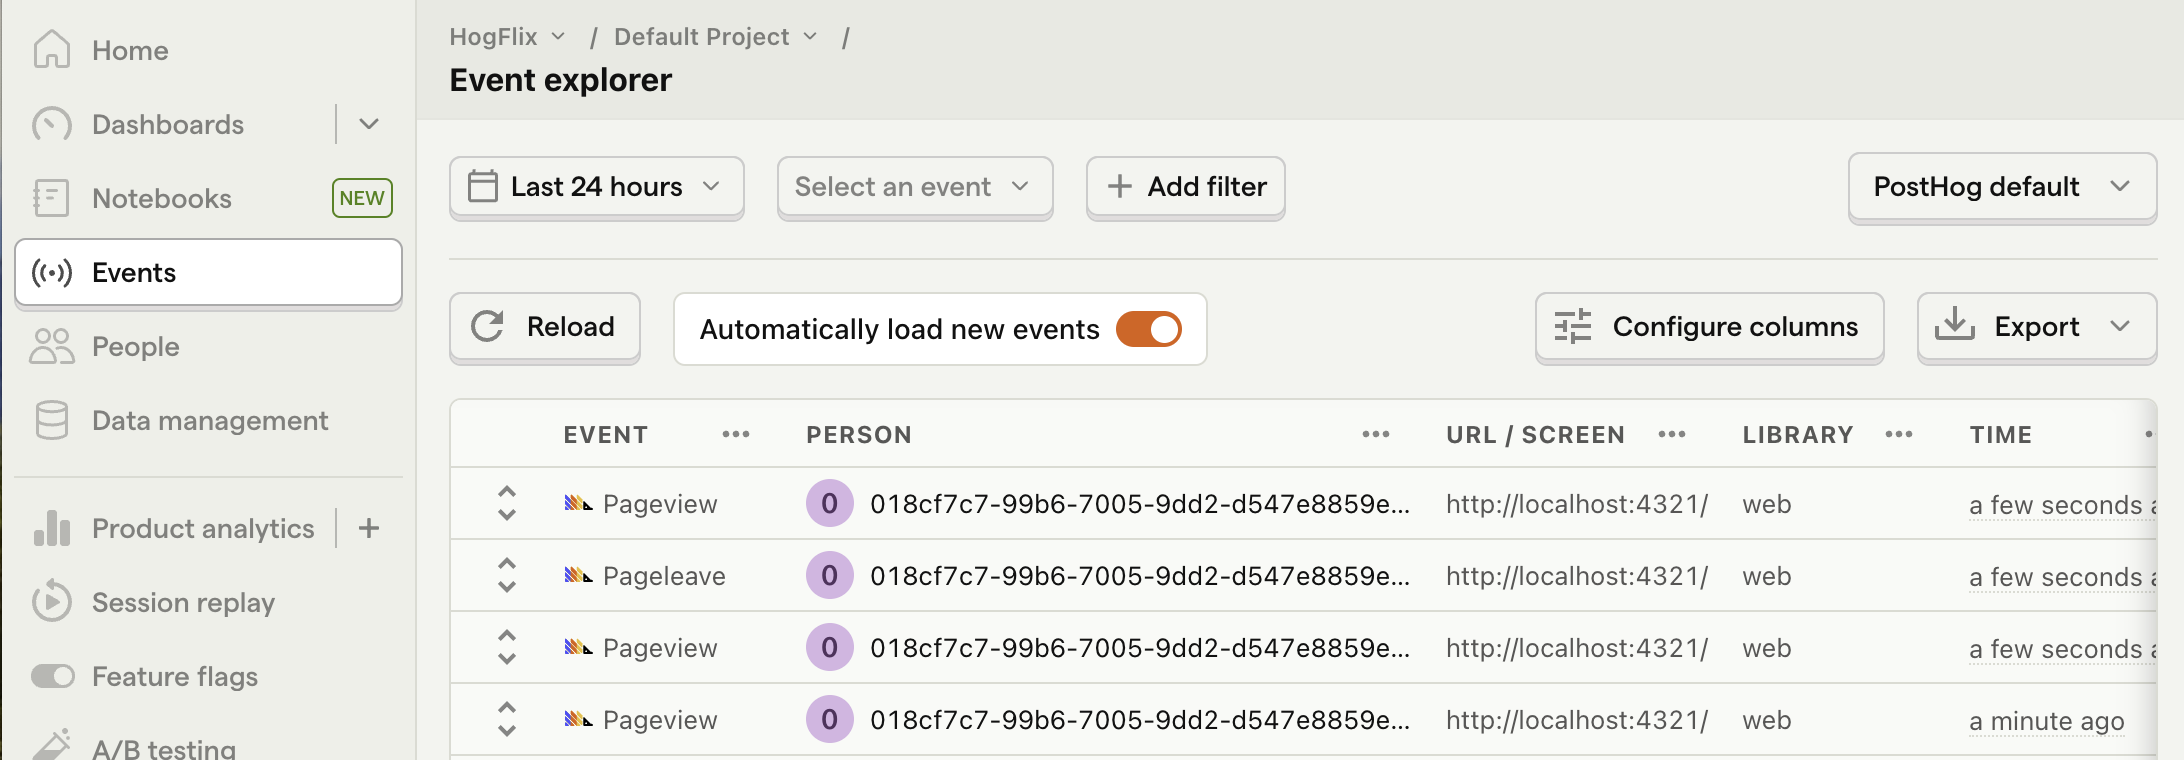 Home
Dashboards
Notebooks NEW
Events
People
Data management
Product analytics
Session replay
Feature flags
A/B testing
HogFlix / Default Project /
Event explorer
Last 24 hours Select an event + Add filter PostHog default
Reload Automatically load new events Configure columns Export
EVENT ••• PERSON ••• URL / SCREEN ••• LIBRARY ••• TIME
Pageview 0 018cf7c7-99b6-7005-9dd2-d547e8859e... http://localhost:4321/ web a few seconds
Pageleave 0 018cf7c7-99b6-7005-9dd2-d547e8859e... http://localhost:4321/ web a few seconds
Pageview 0 018cf7c7-99b6-7005-9dd2-d547e8859e... http://localhost:4321/ web a few seconds
Pageview 0 018cf7c7-99b6-7005-9dd2-d547e8859e... http://localhost:4321/ web a minute ago